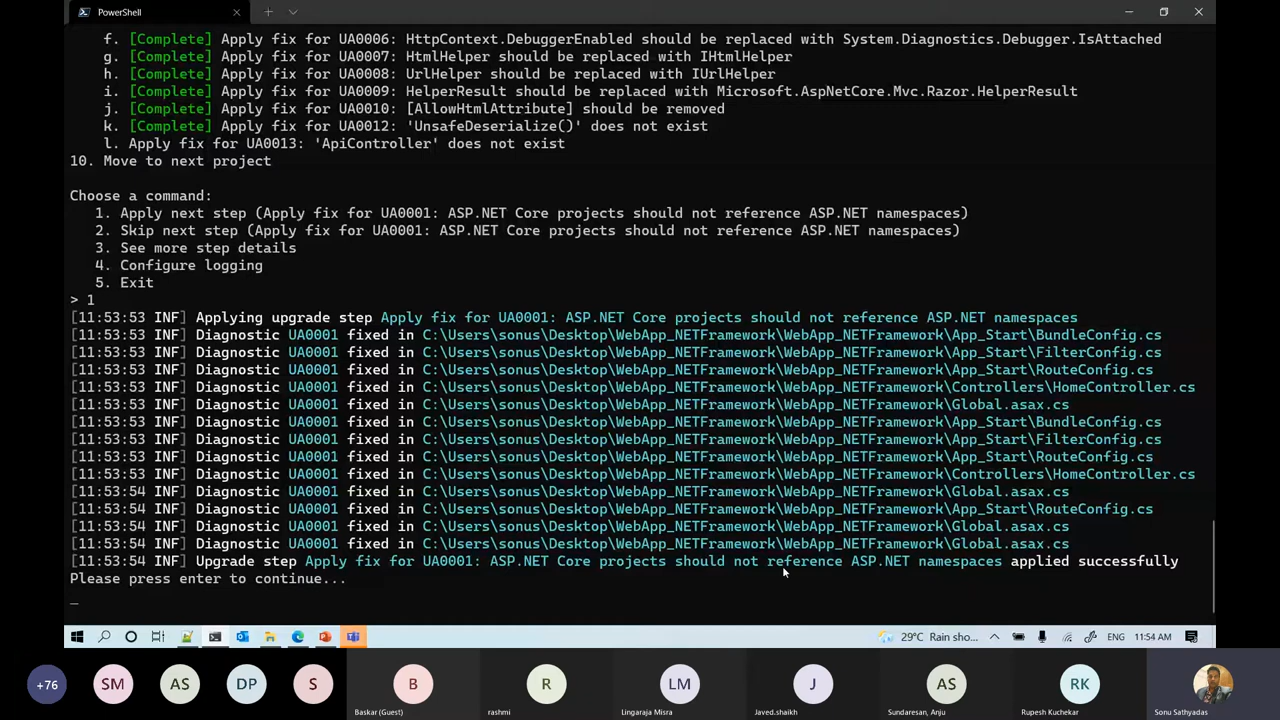 PowerShell
f. [Complete] Apply fix for UA0006: HttpContext.DebuggerEnabled should be replaced with System.Diagnostics.Debugger.IsAttached
g. [Complete] Apply fix for UA0007: HtmlHelper should be replaced with IHtmlHelper
h. [Complete] Apply fix for UA0008: UrlHelper should be replaced with IUrlHelper
i. [Complete] Apply fix for UA0009: HelperResult should be replaced with Microsoft.AspNetCore.Mvc.Razor.HelperResult
j. [Complete] Apply fix for UA0010: [AllowHtmlAttribute] should be removed
k. [Complete] Apply fix for UA0012: 'UnsafeDeserialize()' does not exist
l. Apply fix for UA0013: 'ApiController' does not exist
10. Move to next project
Choose a command:
1. Apply next step (Apply fix for UA0001: ASP.NET Core projects should not reference ASP.NET namespaces)
2. Skip next step (Apply fix for UA0001: ASP.NET Core projects should not reference ASP.NET namespaces)
3. See more step details
4. Configure logging
5. Exit
> 1
[11:53:53 INF] Applying upgrade step Apply fix for UA0001: ASP.NET Core projects should not reference ASP.NET namespaces
[11:53:53 INF] Diagnostic UA0001 fixed in C:\Users\sonus\Desktop\WebApp_NETFramework\WebApp_NETFramework\App_Start\BundleConfig.cs
[11:53:53 INF] Diagnostic UA0001 fixed in C:\Users\sonus\Desktop\WebApp_NETFramework\WebApp_NETFramework\App_Start\FilterConfig.cs
[11:53:53 INF] Diagnostic UA0001 fixed in C:\Users\sonus\Desktop\WebApp_NETFramework\WebApp_NETFramework\App_Start\RouteConfig.cs
[11:53:53 INF] Diagnostic UA0001 fixed in C:\Users\sonus\Desktop\WebApp_NETFramework\WebApp_NETFramework\Controllers\HomeController.cs
[11:53:53 INF] Diagnostic UA0001 fixed in C:\Users\sonus\Desktop\WebApp_NETFramework\WebApp_NETFramework\Global.asax.cs
[11:53:53 INF] Diagnostic UA0001 fixed in C:\Users\sonus\Desktop\WebApp_NETFramework\WebApp_NETFramework\App_Start\BundleConfig.cs
[11:53:53 INF] Diagnostic UA0001 fixed in C:\Users\sonus\Desktop\WebApp_NETFramework\WebApp_NETFramework\App_Start\FilterConfig.cs
[11:53:53 INF] Diagnostic UA0001 fixed in C:\Users\sonus\Desktop\WebApp_NETFramework\WebApp_NETFramework\App_Start\RouteConfig.cs
[11:53:53 INF] Diagnostic UA0001 fixed in C:\Users\sonus\Desktop\WebApp_NETFramework\WebApp_NETFramework\Controllers\HomeController.cs
[11:53:54 INF] Diagnostic UA0001 fixed in C:\Users\sonus\Desktop\WebApp_NETFramework\WebApp_NETFramework\Global.asax.cs
[11:53:54 INF] Diagnostic UA0001 fixed in C:\Users\sonus\Desktop\WebApp_NETFramework\WebApp_NETFramework\App_Start\RouteConfig.cs
[11:53:54 INF] Diagnostic UA0001 fixed in C:\Users\sonus\Desktop\WebApp_NETFramework\WebApp_NETFramework\Global.asax.cs
[11:53:54 INF] Diagnostic UA0001 fixed in C:\Users\sonus\Desktop\WebApp_NETFramework\WebApp_NETFramework\Global.asax.cs
[11:53:54 INF] Upgrade step Apply fix for UA0001: ASP.NET Core projects should not reference ASP.NET namespaces applied successfully
Please press enter to continue...
29°C Rain sho... ENG 11:54 AM
+76 SM AS DP S B R LM J AS RK
Baskar (Guest) rashmi Lingaraja Misra Javed.shaikh Sundaresan, Anju Rupesh Kuchekar Sonu Sathyadas